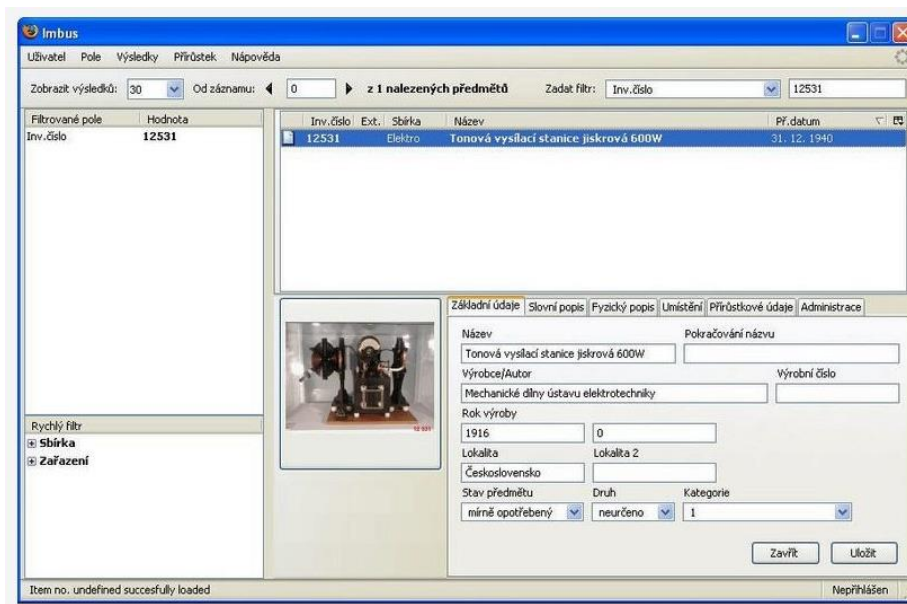 Imbus
Uživatel Pole Výsledky Přírůstek Nápověda
Zobrazit výsledků: 30 Od záznamu: 0 z 1 nalezených předmětů Zadat filtr: Inv.číslo 12531
Filtrované pole Hodnota
Inv.číslo 12531
Inv.číslo Ext. Sbírka Název Př.datum
12531 Elektro Tonová vysílací stanice jiskrová 600W 31. 12. 1940
Základní údaje Slovní popis Fyzický popis Umístění Přírůstkové údaje Administrace
Název Pokračování názvu
Tonová vysílací stanice jiskrová 600W
Výrobce/Autor Výrobní číslo
Mechanické dílny ústavu elektrotechniky
Rok výroby
1916 0
Lokalita Lokalita 2
Československo
Stav předmětu Druh Kategorie
mírně opotřebený neurčeno 1
Zavřít Uložit
12 531
Rychlý filtr
Sbírka
Zařazení
Item no. undefined succesfully loaded Nepřihlášen